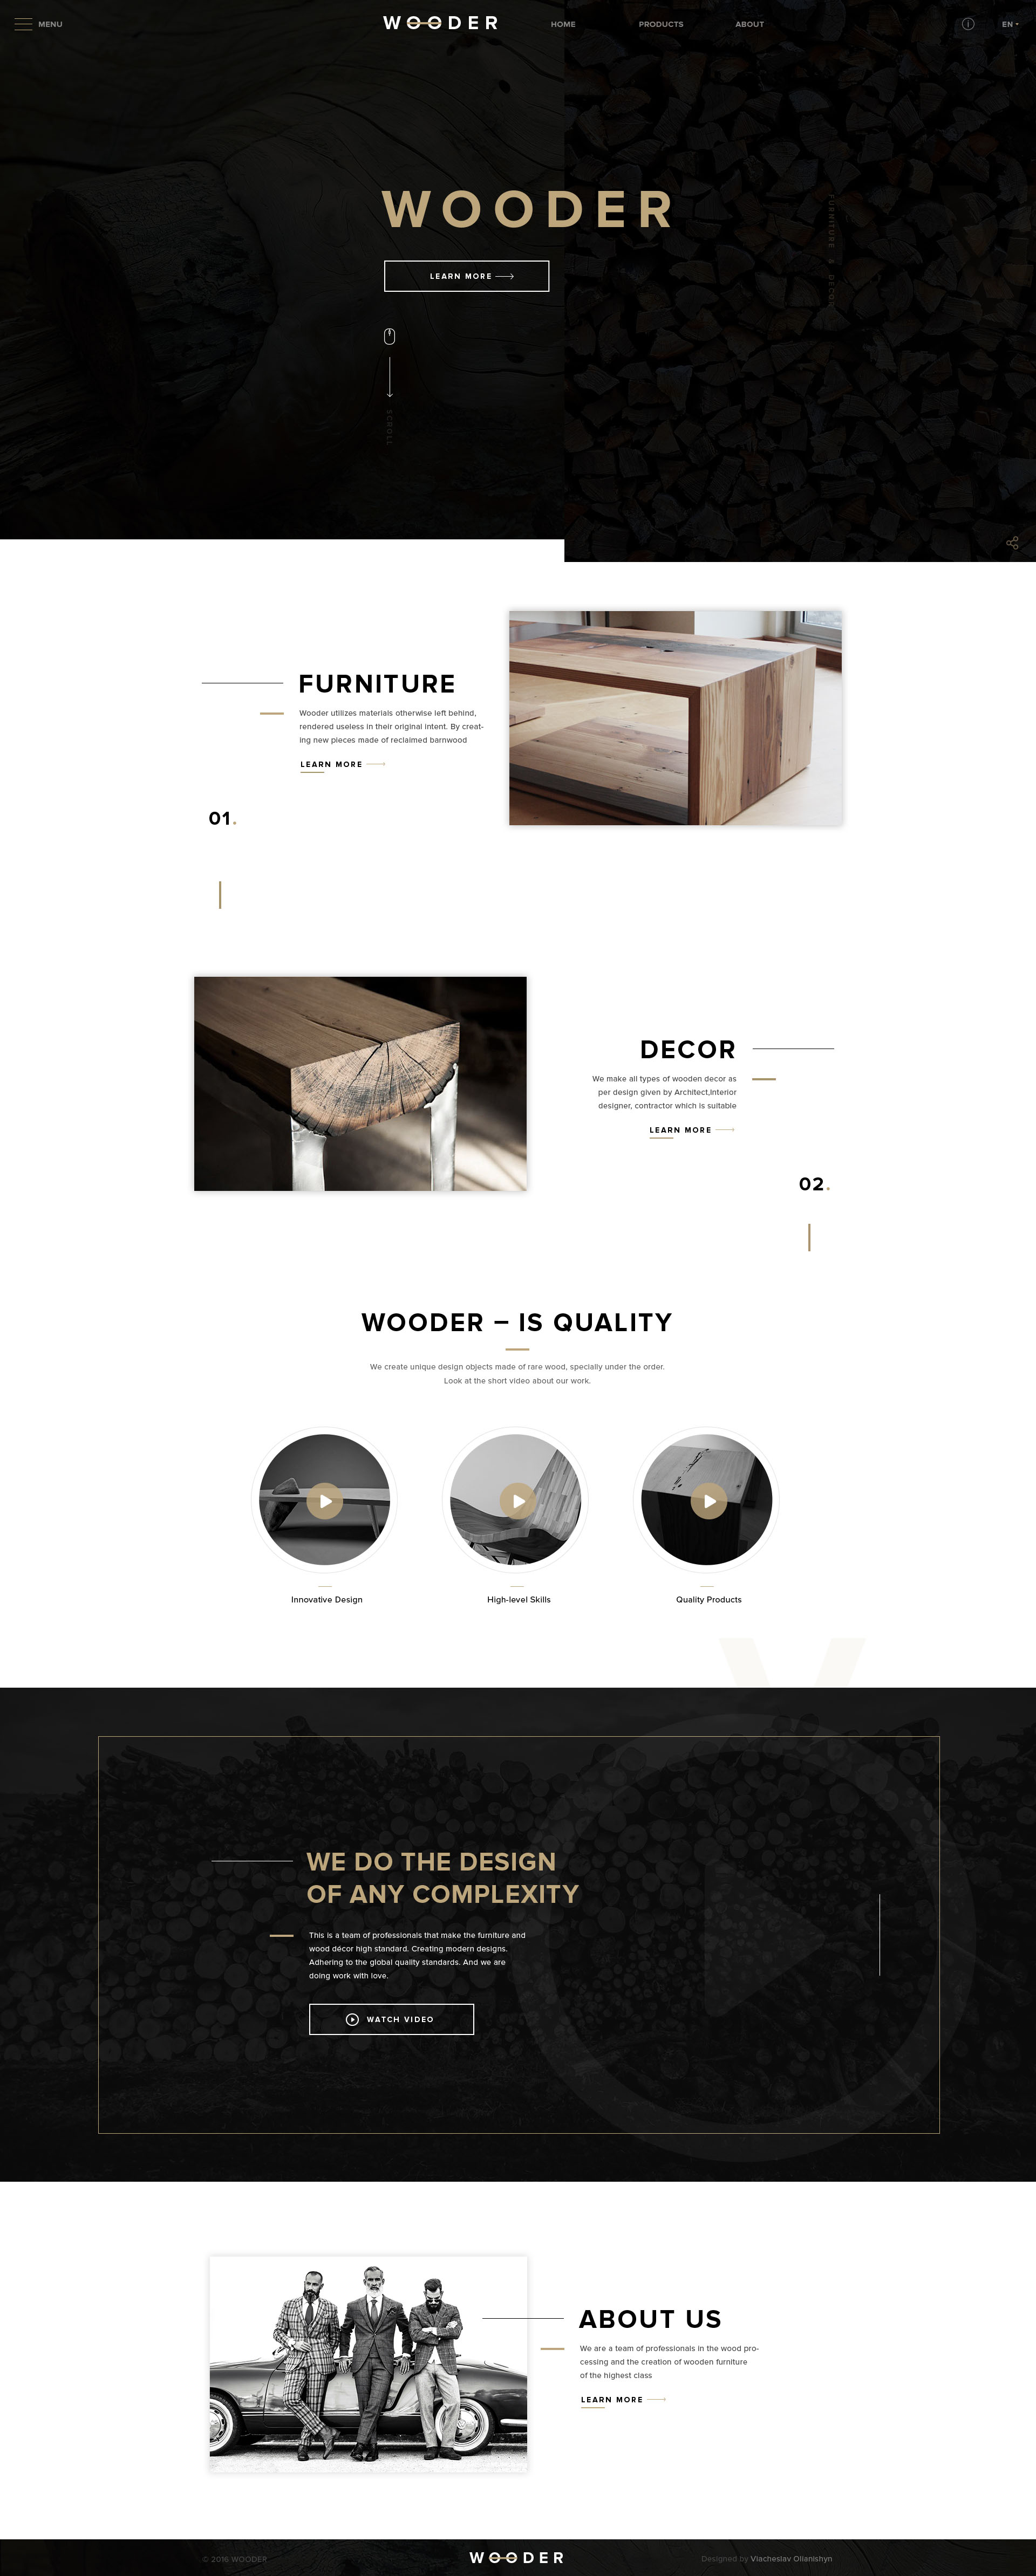 MENU
WOODER
HOME
PRODUCTS
ABOUT
EN
WOODER
LEARN MORE
FURNITURE & DECOR
SCROLL
FURNITURE
Wooder utilizes materials otherwise left behind,
rendered useless in their original intent. By creat-
ing new pieces made of reclaimed barnwood
LEARN MORE
01.
DECOR
We make all types of wooden decor as
per design given by Architect,Interior
designer, contractor which is suitable
LEARN MORE
02.
WOODER – IS QUALITY
We create unique design objects made of rare wood, specially under the order.
Look at the short video about our work.
Innovative Design
High-level Skills
Quality Products
WE DO THE DESIGN
OF ANY COMPLEXITY
This is a team of professionals that make the furniture and
wood décor high standard. Creating modern designs.
Adhering to the global quality standards. And we are
doing work with love.
WATCH VIDEO
ABOUT US
We are a team of professionals in the wood pro-
cessing and the creation of wooden furniture
of the highest class
LEARN MORE
© 2016 WOODER
WOODER
Designed by Viacheslav Olianishyn